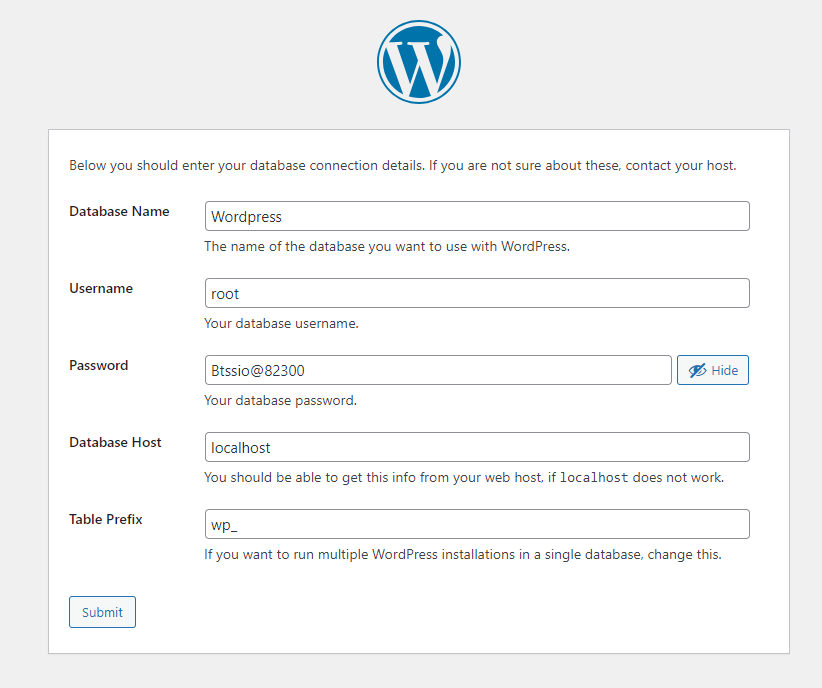 Below you should enter your database connection details. If you are not sure about these, contact your host.
Database Name
Wordpress
The name of the database you want to use with WordPress.
Username
root
Your database username.
Password
Btssio@82300
Hide
Your database password.
Database Host
localhost
You should be able to get this info from your web host, if localhost does not work.
Table Prefix
wp_
If you want to run multiple WordPress installations in a single database, change this.
Submit